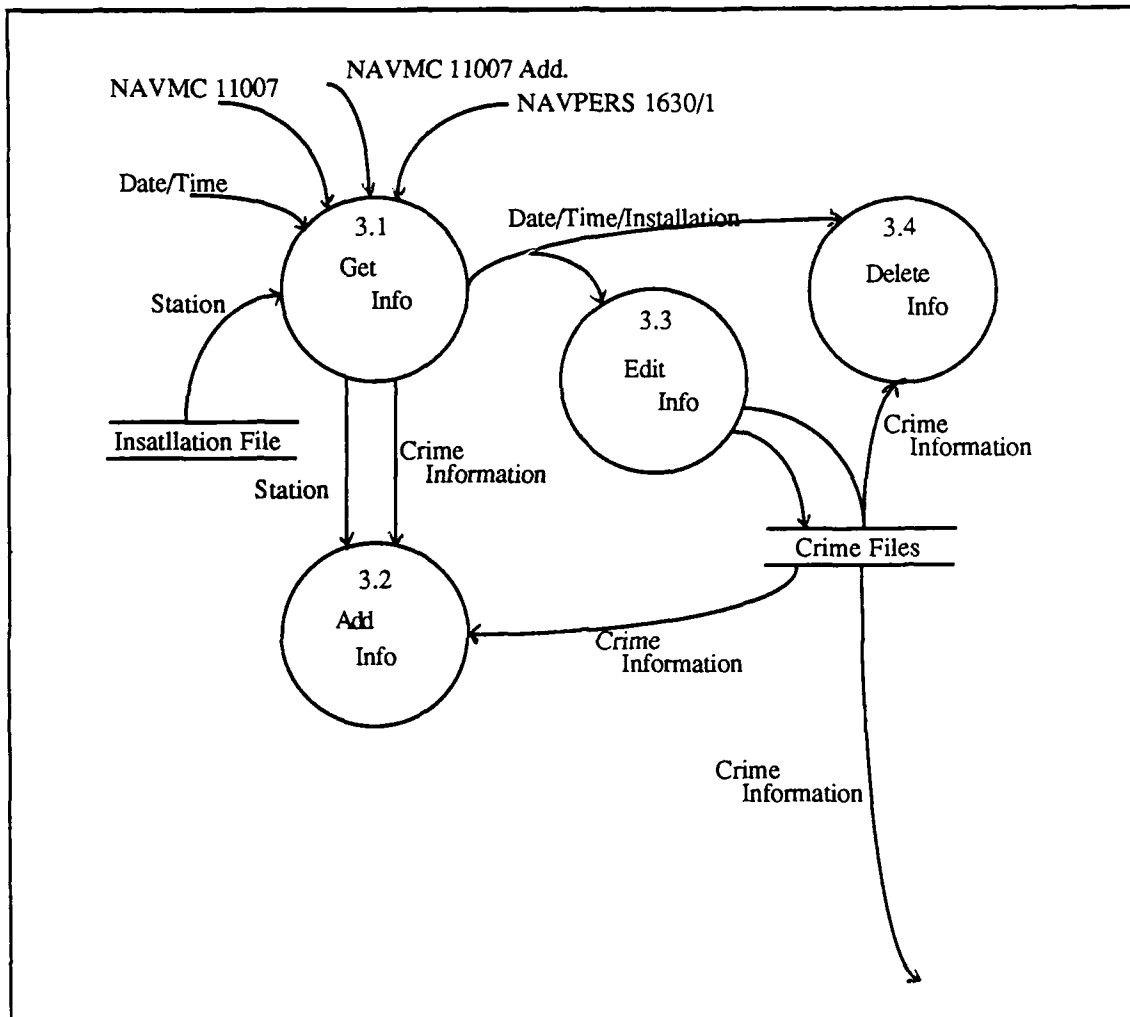 NAVMC 11007 Add.
NAVMC 11007
NAVPERS 1630/1
Date/Time
Date/Time/Installation
3.1
Get
Info
3.4
Delete
Info
Station
3.3
Edit
Info
Insatllation File
Crime
Information
Crime
Information
Station
Crime Files
3.2
Add
Info
Crime
Information
Crime
Information